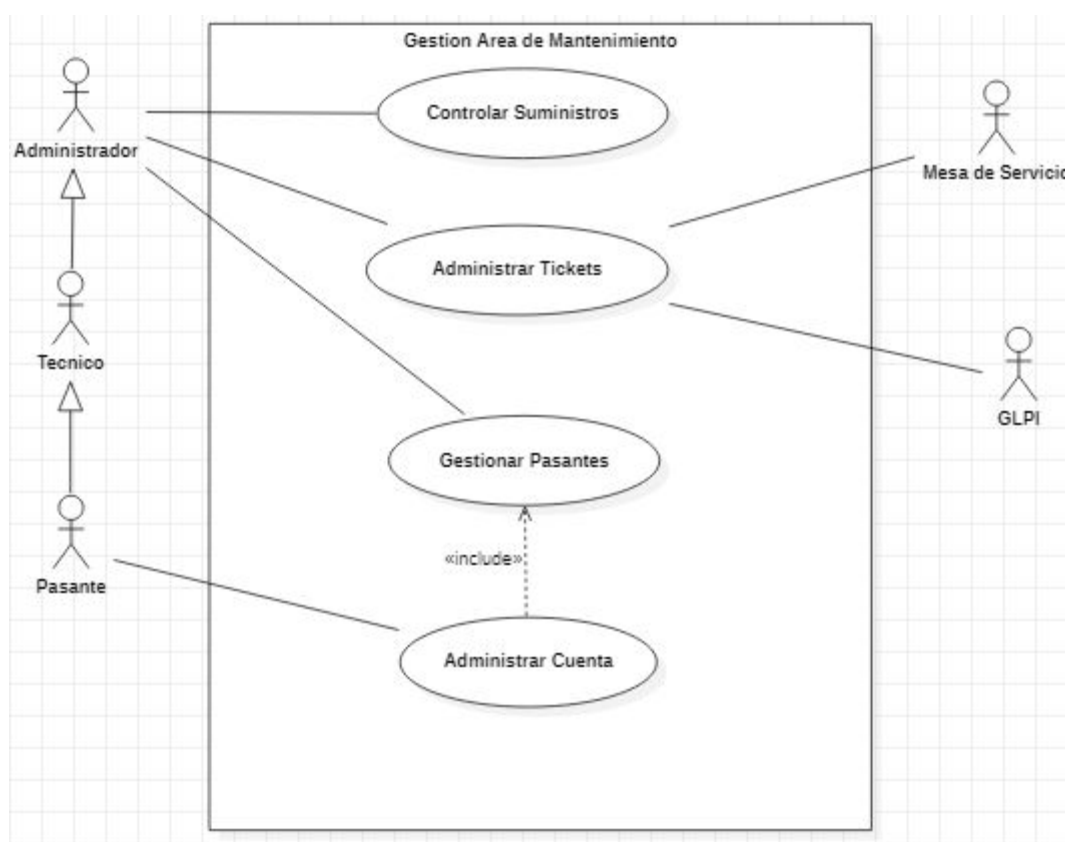 Gestion Area de Mantenimiento
Controlar Suministros
Administrador
Mesa de Servicio
Administrar Tickets
Tecnico
GLPI
Gestionar Pasantes
«include»
Pasante
Administrar Cuenta